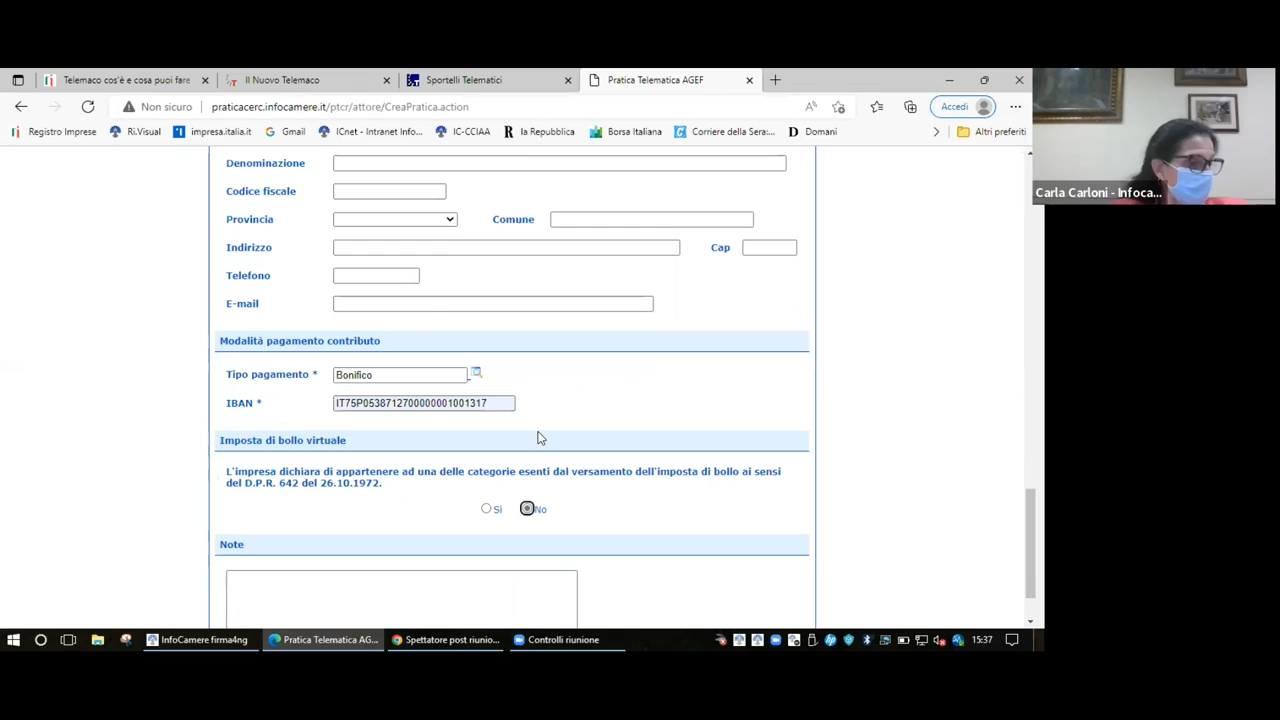 Telemaco cos'è e cosa puoi fare
Il Nuovo Telemaco
Sportelli Telematici
Pratica Telematica AGEF
Non sicuro
praticacerc.infocamere.it/ptcr/attore/CreaPratica.action
Accedi
Registro Imprese
Ri.Visual
impresa.italia.it
Gmail
ICnet - Intranet Info...
IC-CCIAA
la Repubblica
Borsa Italiana
Corriere della Sera:...
Domani
Altri preferiti
Carla Carloni - Infoca...
Denominazione
Codice fiscale
Provincia
Comune
Indirizzo
Cap
Telefono
E-mail
Modalità pagamento contributo
Tipo pagamento *
Bonifico
IBAN *
IT75P0538712700000001001317
Imposta di bollo virtuale
L'impresa dichiara di appartenere ad una delle categorie esenti dal versamento dell'imposta di bollo ai sensi
del D.P.R. 642 del 26.10.1972.
Si
No
Note
InfoCamere firma4ng
Pratica Telematica AG...
Spettatore post riunio...
Controlli riunione
15:37